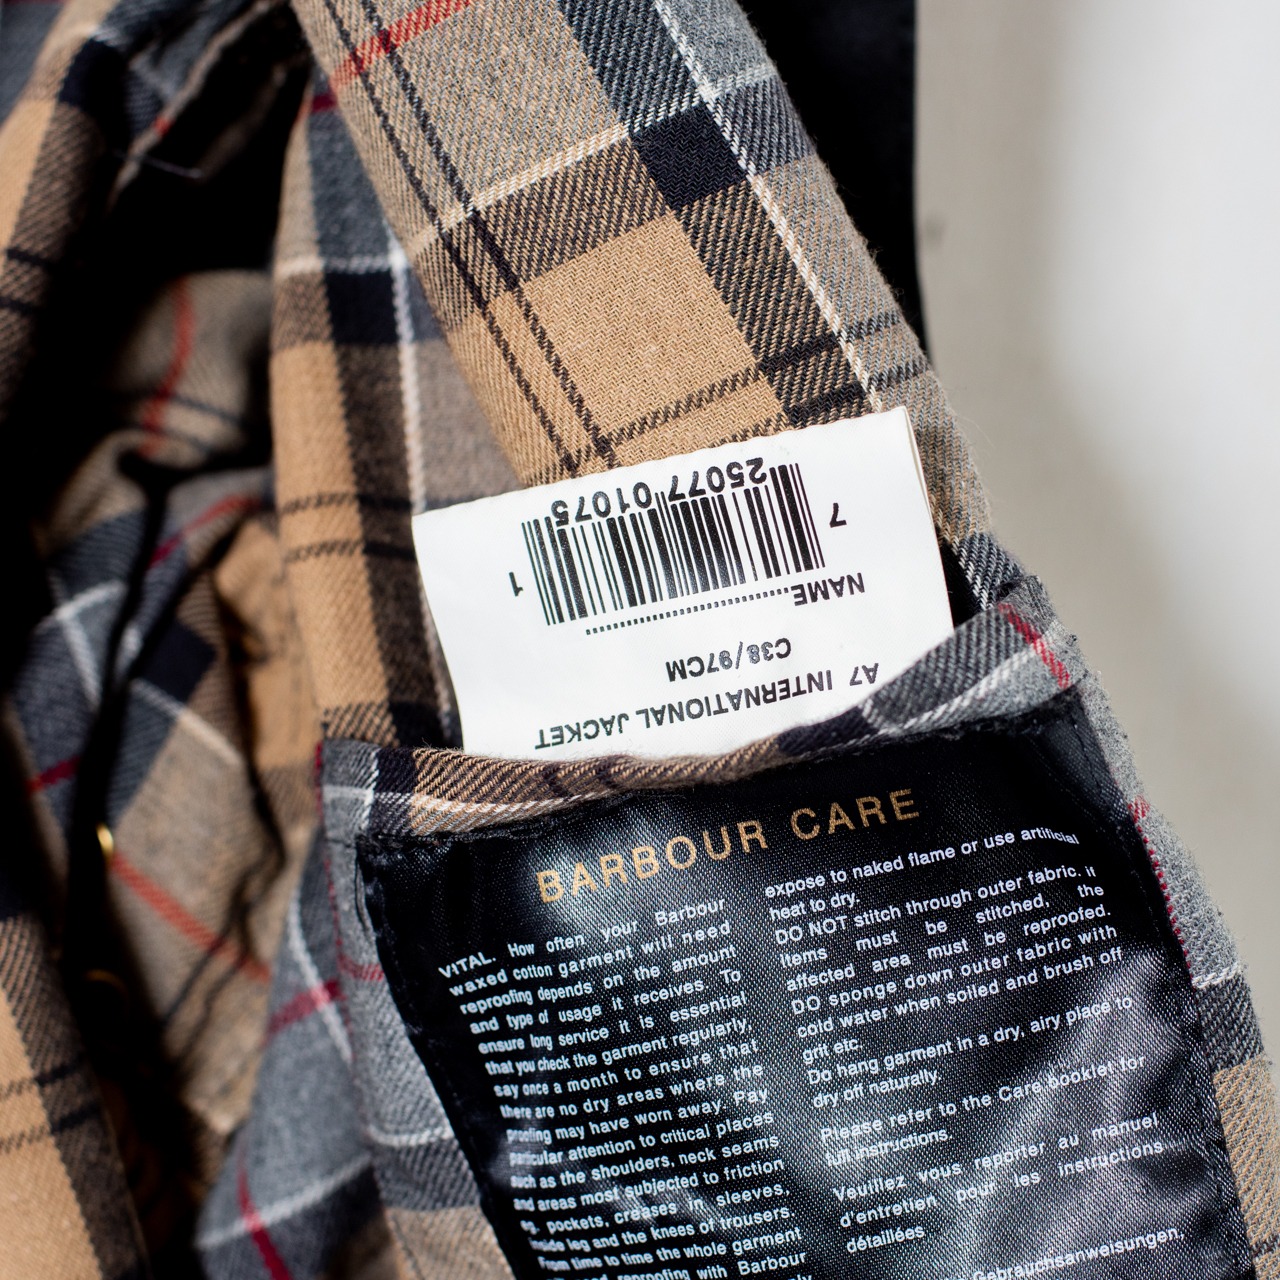 A7 INTERNATIONAL JACKET
C38/97CM
NAME............................
7 25077 01075 1
BARBOUR CARE
VITAL. How often your Barbour
waxed cotton garment will need
reproofing depends on the amount
and type of usage it receives To
ensure long service it is essential
that you check the garment regularly,
say once a month to ensure that
there are no dry areas where the
proofing may have worn away. Pay
particular attention to critical places
such as the shoulders, neck seams
and areas most subjected to friction
eg. pockets, creases in sleeves,
inside leg and the knees of trousers.
From time to time the whole garment
reproofing with Barbour
expose to naked flame or use artificial
heat to dry.
DO NOT stitch through outer fabric. if
items must be stitched, the
affected area must be reproofed.
DO sponge down outer fabric with
cold water when soiled and brush off
grit etc
Do hang garment in a dry, airy place to
dry off naturally
Please refer to the Care booklet for
full instructions.
Veuillez vous reporter au manuel
d'entretien pour les instructions
détaillées
Gebrauchsanweisungen,